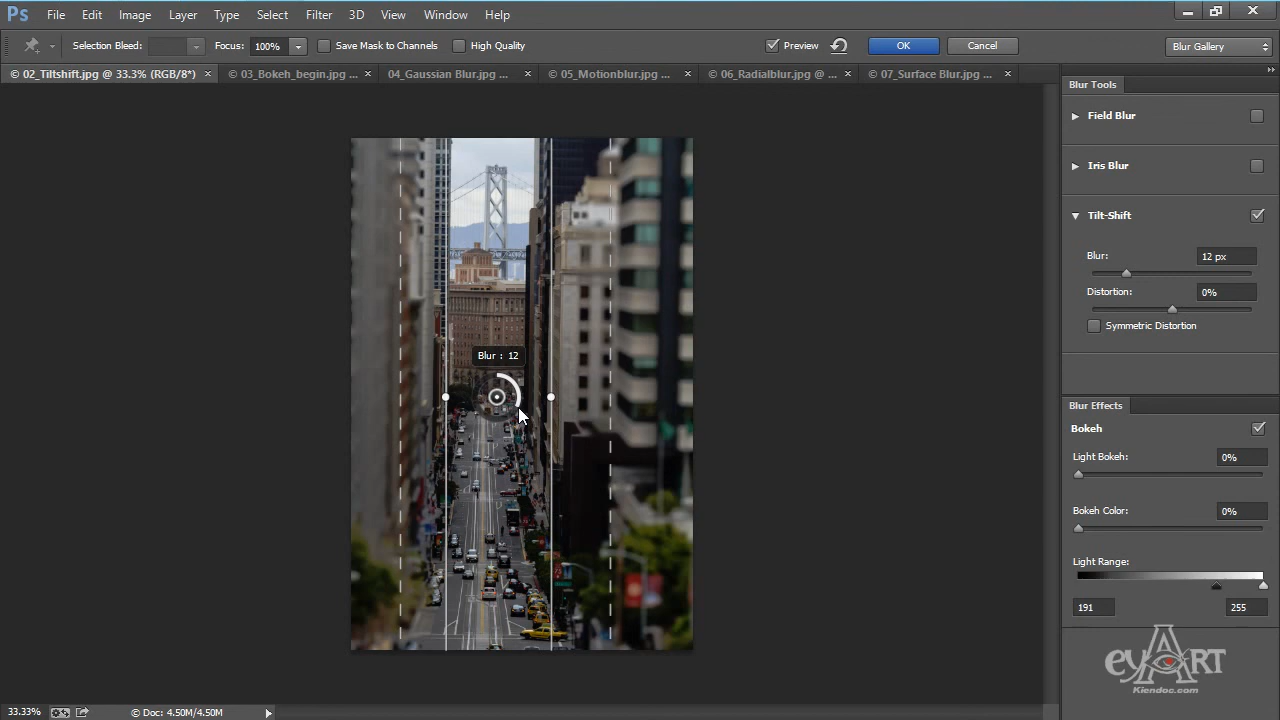 Ps File Edit Image Layer Type Select Filter 3D View Window Help
Selection Bleed: Focus: 100% Save Mask to Channels High Quality Preview OK Cancel Blur Gallery
© 02_Tiltshift.jpg @ 33.3% (RGB/8*) × © 03_Bokeh_begin.jpg ... × 04_Gaussian Blur.jpg ... × © 05_Motionblur.jpg ... × © 06_Radialblur.jpg @ ... × © 07_Surface Blur.jpg ... ×
Blur Tools
Field Blur
Iris Blur
Tilt-Shift
Blur: 12 px
Distortion: 0%
Symmetric Distortion
Blur : 12
Blur Effects
Bokeh
Light Bokeh: 0%
Bokeh Color: 0%
Light Range:
191 255
eyART
Kiendoc.com
33.33% © Doc: 4.50M/4.50M